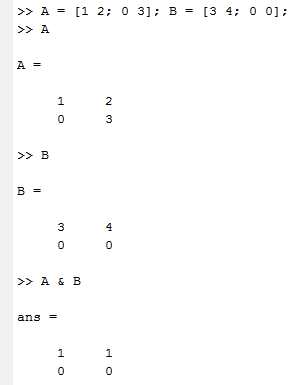 >> A = [1 2; 0 3]; B = [3 4; 0 0];
>> A
A =
1 2
0 3
>> B
B =
3 4
0 0
>> A & B
ans =
1 1
0 0